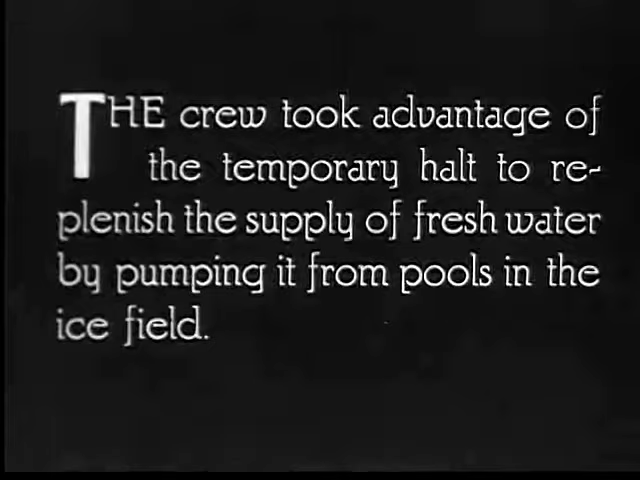 THE crew took advantage of
the temporary halt to re-
plenish the supply of fresh water
by pumping it from pools in the
ice field.